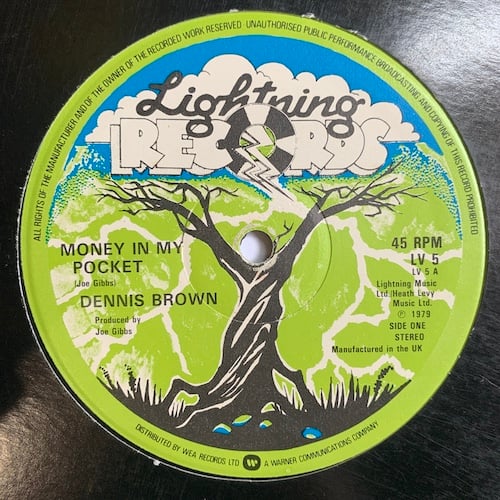 ALL RIGHTS OF THE MANUFACTURER AND OF THE OWNER OF THE RECORDED WORK RESERVED · UNAUTHORISED PUBLIC PERFORMANCE BROADCASTING AND COPYING OF THIS RECORD PROHIBITED
Lightning
RECORDS
MONEY IN MY
POCKET
(Joe Gibbs)
DENNIS BROWN
Produced by
Joe Gibbs
45 RPM
LV 5
LV 5 A
Lightning Music
Ltd/Heath Levy
Music Ltd.
℗ 1979
SIDE ONE
STEREO
Manufactured in the UK
DISTRIBUTED BY WEA RECORDS LTD A WARNER COMMUNICATIONS COMPANY